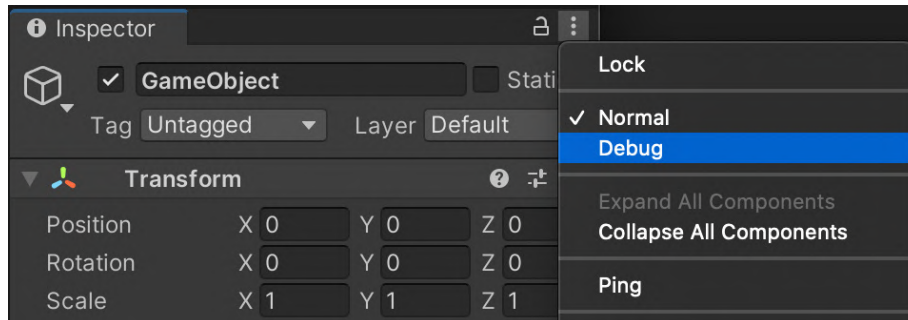 Inspector
GameObject
Stati
Tag Untagged Layer Default
Transform
Position X 0 Y 0 Z 0
Rotation X 0 Y 0 Z 0
Scale X 1 Y 1 Z 1
Lock
Normal
Debug
Expand All Components
Collapse All Components
Ping